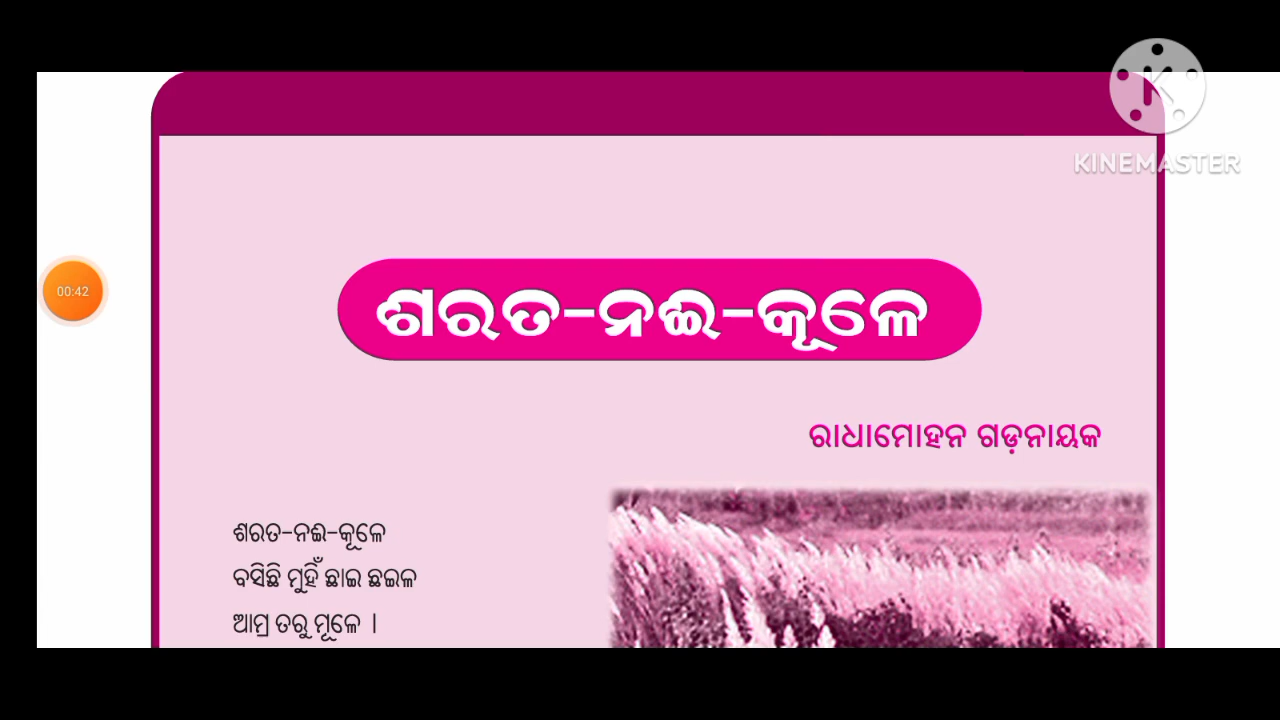 KINEMASTER
00:42
ଶରତ-ନଈ-କୂଳେ
ରାଧାମୋହନ ଗଡ଼ନାୟକ
ଶରତ-ନଈ-କୂଳେ
ବସିଛି ମୁହିଁ ଛାଇ ଛଇଳ
ଆମ୍ର ତରୁ ମୂଳେ ।